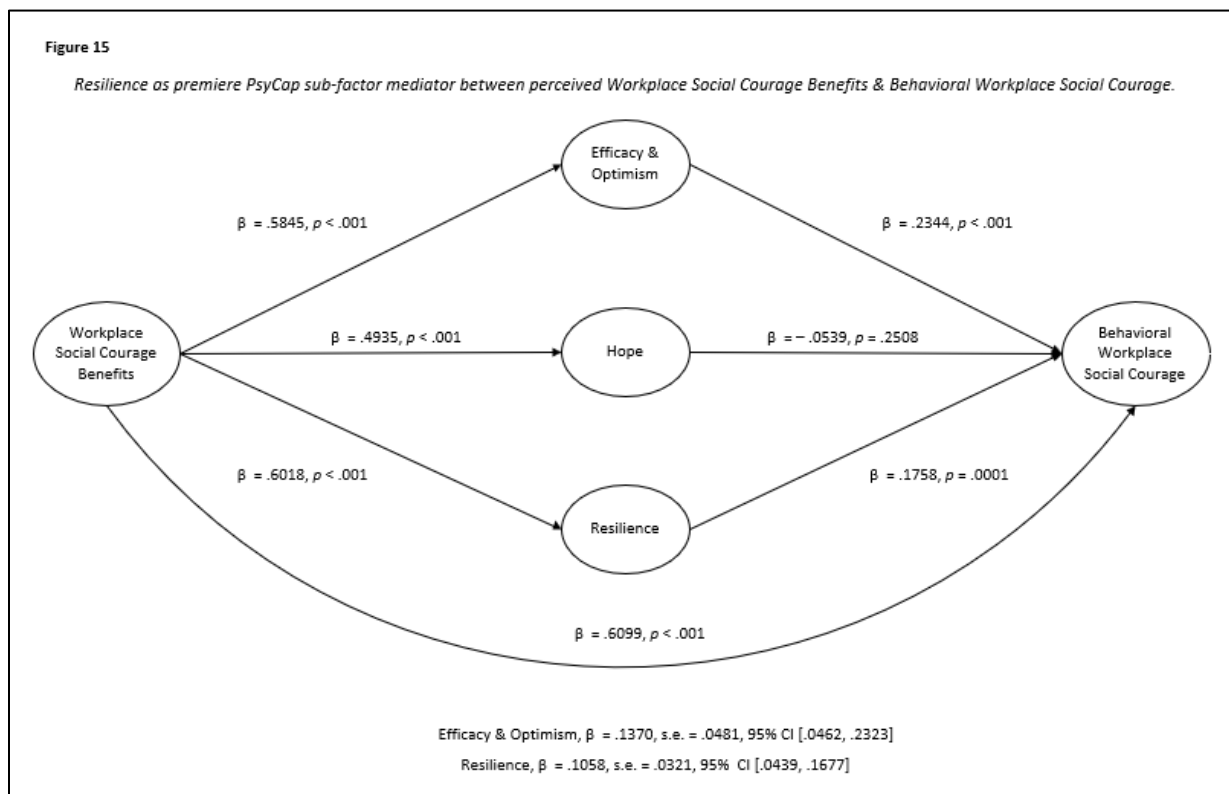 Figure 15
Resilience as premiere PsyCap sub-factor mediator between perceived Workplace Social Courage Benefits & Behavioral Workplace Social Courage.
Efficacy &
Optimism
β = .5845, p < .001
β = .2344, p < .001
Workplace
Social Courage
Benefits
β = .4935, p < .001
Hope
β = – .0539, p = .2508
Behavioral
Workplace
Social Courage
β = .6018, p < .001
β = .1758, p = .0001
Resilience
β = .6099, p < .001
Efficacy & Optimism, β = .1370, s.e. = .0481, 95% CI [.0462, .2323]
Resilience, β = .1058, s.e. = .0321, 95% CI [.0439, .1677]